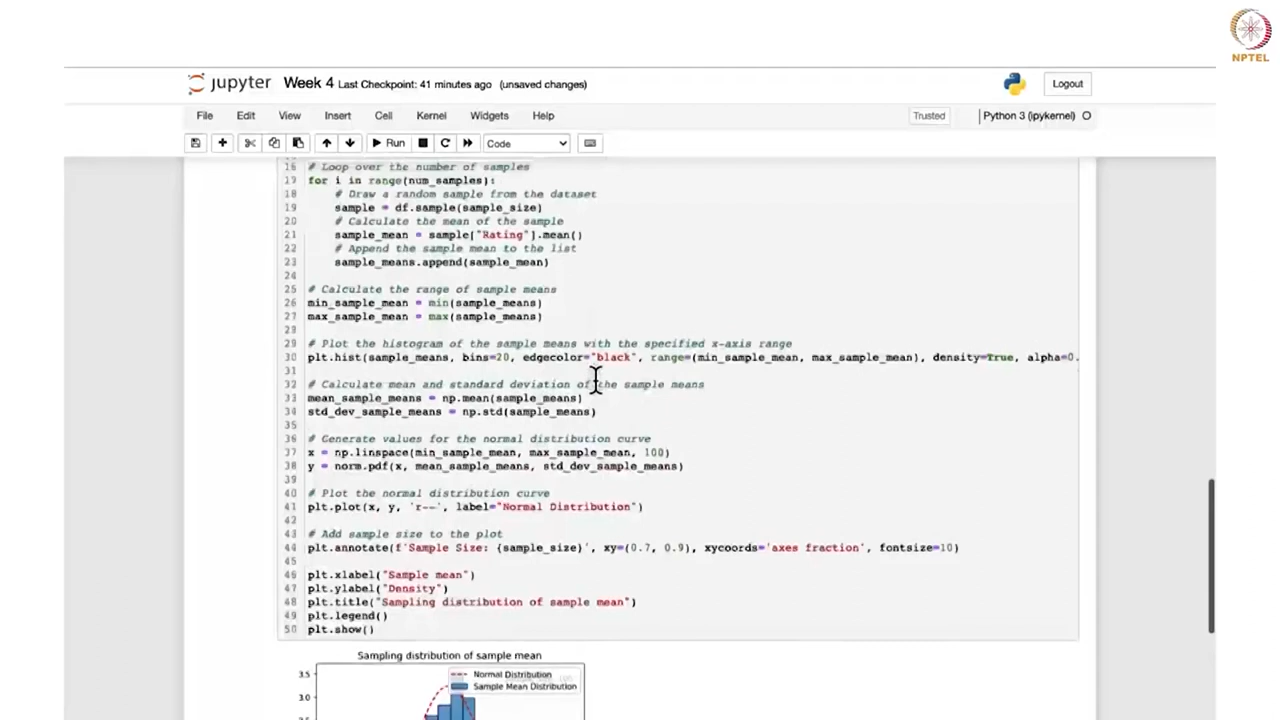 NPTEL
jupyter Week 4 Last Checkpoint: 41 minutes ago (unsaved changes)
Logout
File Edit View Insert Cell Kernel Widgets Help
Trusted Python 3 (ipykernel)
Run Code
16 # Loop over the number of samples
17 for i in range(num_samples):
18 # Draw a random sample from the dataset
19 sample = df.sample(sample_size)
20 # Calculate the mean of the sample
21 sample_mean = sample["Rating"].mean()
22 # Append the sample mean to the list
23 sample_means.append(sample_mean)
24
25 # Calculate the range of sample means
26 min_sample_mean = min(sample_means)
27 max_sample_mean = max(sample_means)
28
29 # Plot the histogram of the sample means with the specified x-axis range
30 plt.hist(sample_means, bins=20, edgecolor="black", range=(min_sample_mean, max_sample_mean), density=True, alpha=0.
31
32 # Calculate mean and standard deviation of the sample means
33 mean_sample_means = np.mean(sample_means)
34 std_dev_sample_means = np.std(sample_means)
35
36 # Generate values for the normal distribution curve
37 x = np.linspace(min_sample_mean, max_sample_mean, 100)
38 y = norm.pdf(x, mean_sample_means, std_dev_sample_means)
39
40 # Plot the normal distribution curve
41 plt.plot(x, y, 'r--', label="Normal Distribution")
42
43 # Add sample size to the plot
44 plt.annotate(f'Sample Size: {sample_size}', xy=(0.7, 0.9), xycoords='axes fraction', fontsize=10)
45
46 plt.xlabel("Sample mean")
47 plt.ylabel("Density")
48 plt.title("Sampling distribution of sample mean")
49 plt.legend()
50 plt.show()
Sampling distribution of sample mean
3.5
3.0
Normal Distribution
Sample Mean Distribution